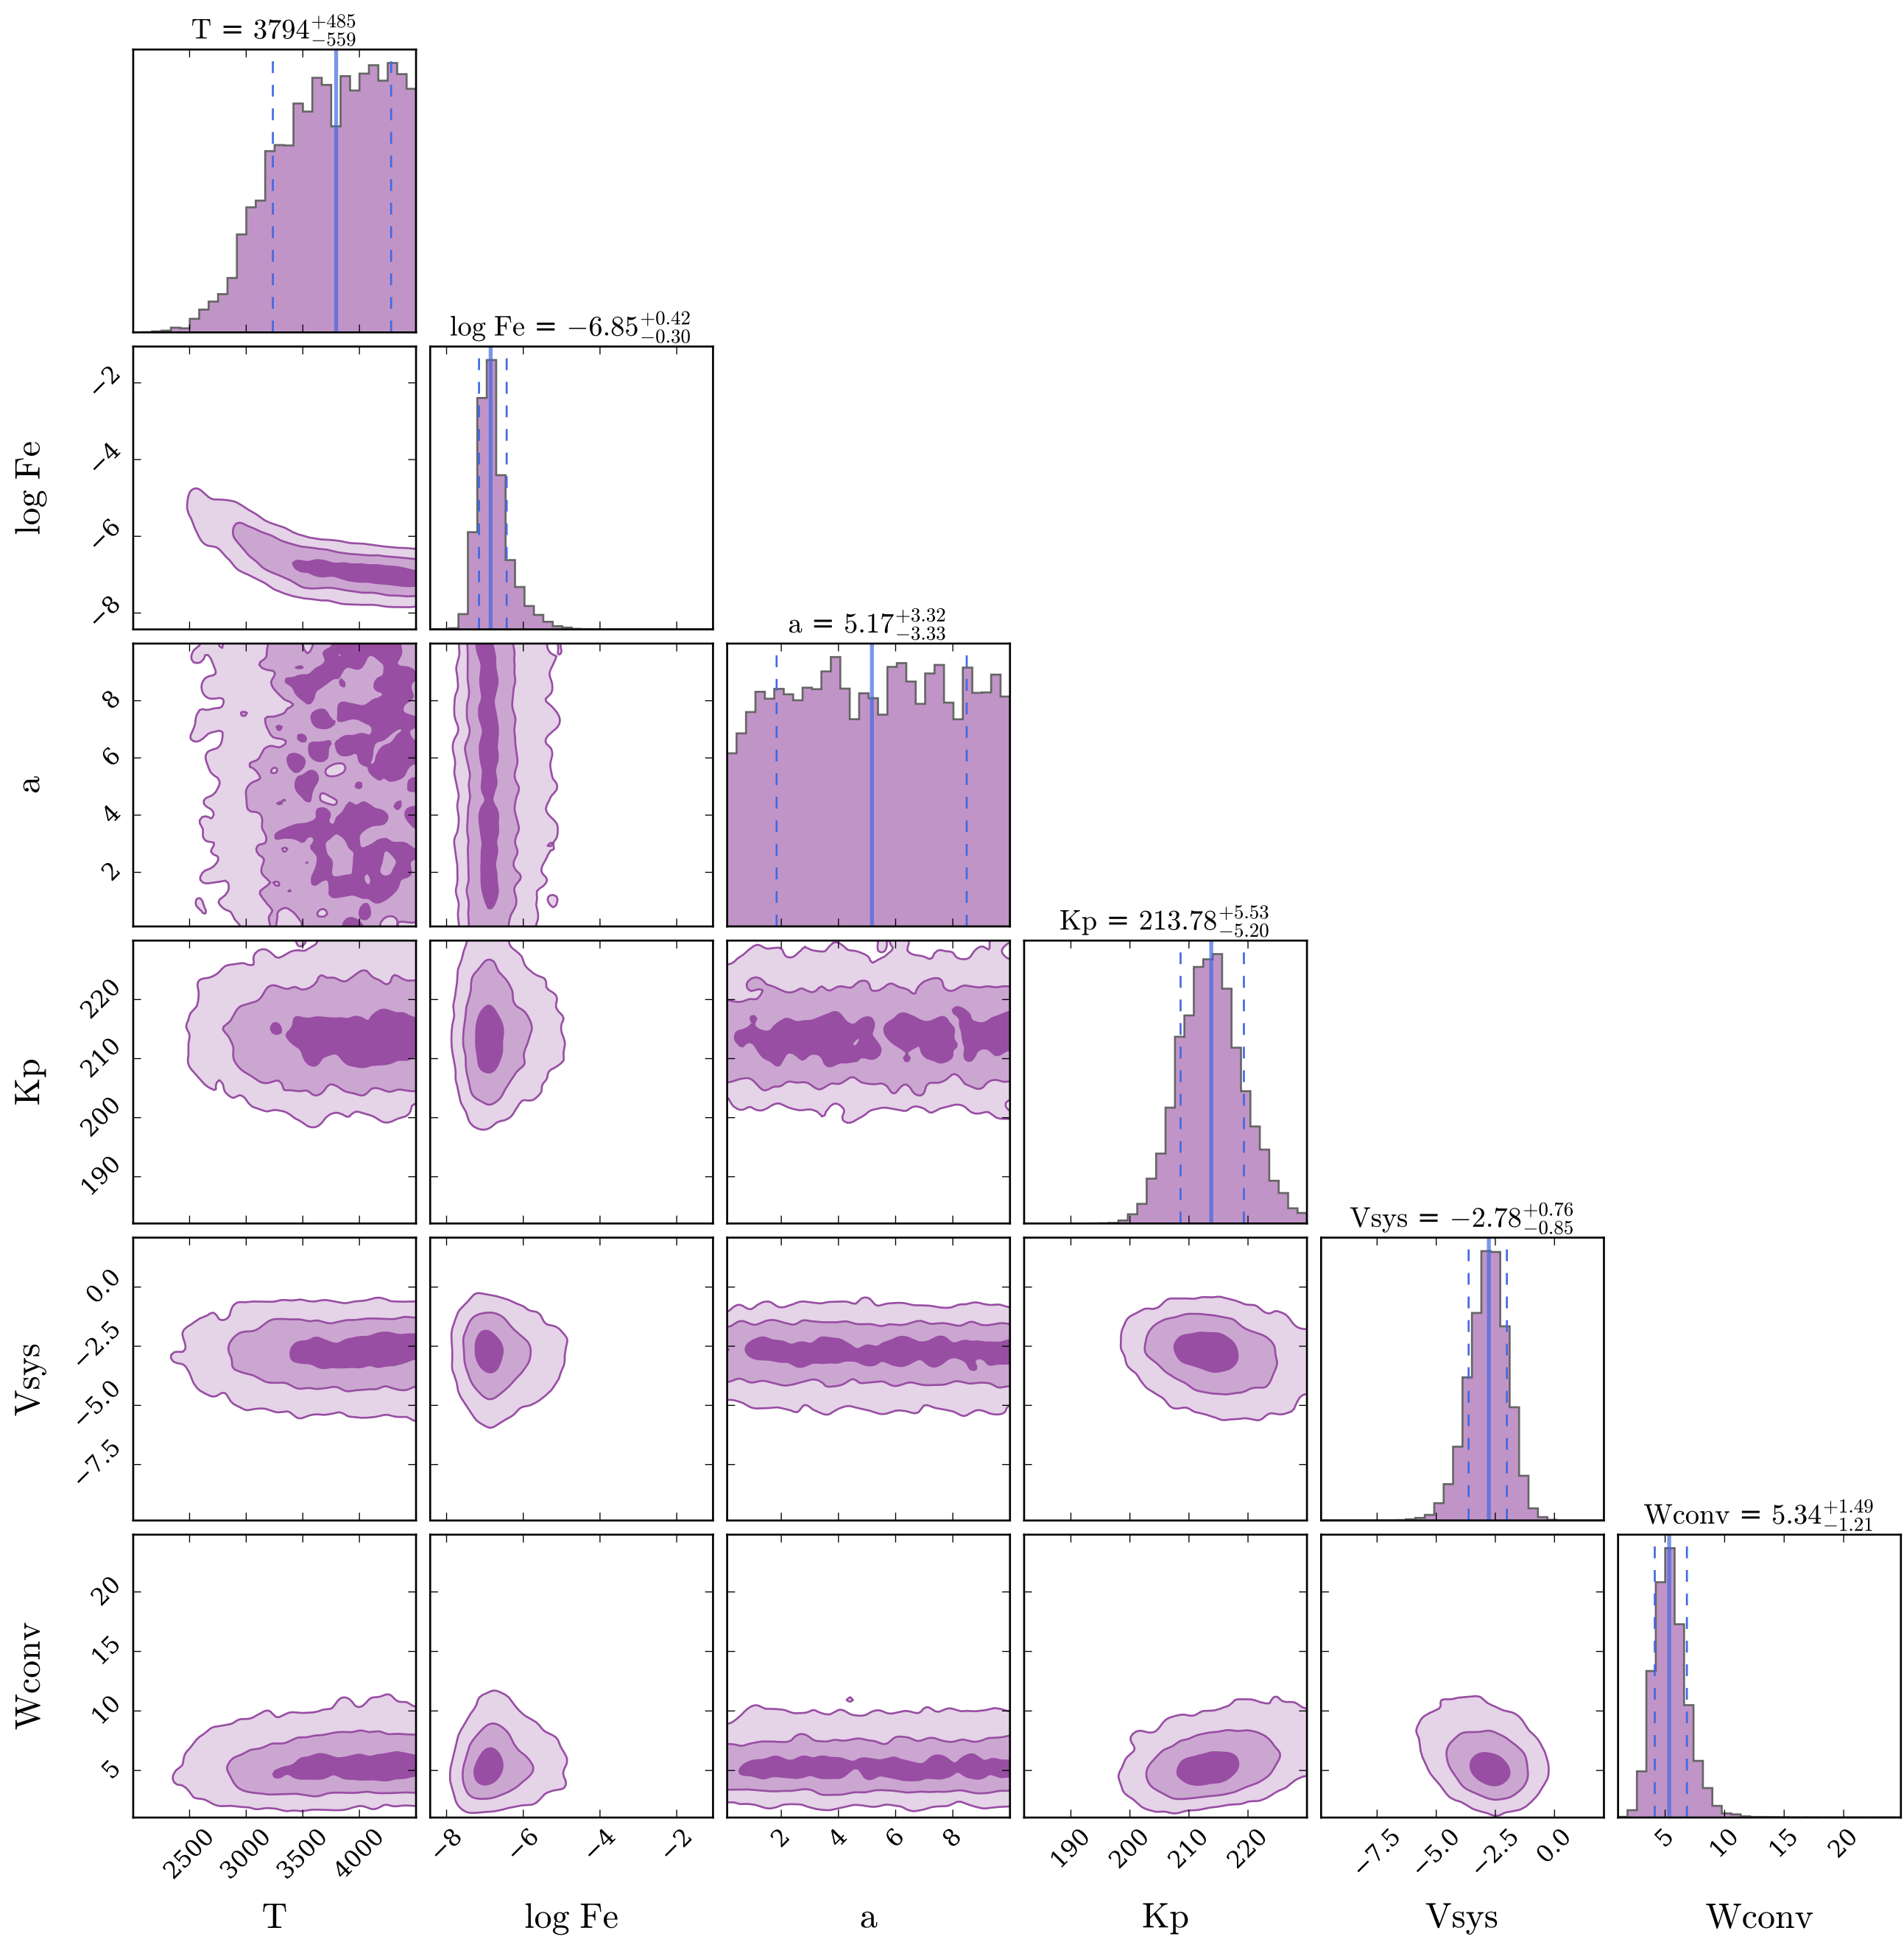 T = 3794+485−559
log Fe = −6.85+0.42−0.30
−2
−4
−6
−8
log Fe
a = 5.17+3.32−3.33
8
6
4
2
a
Kp = 213.78+5.53−5.20
220
210
200
190
Kp
Vsys = −2.78+0.76−0.85
0.0
−2.5
−5.0
−7.5
Vsys
Wconv = 5.34+1.49−1.21
20
15
10
5
Wconv
2500 3000 3500 4000 −8 −6 −4 −2 2 4 6 8 190 200 210 220 −7.5 −5.0 −2.5 0.0 5 10 15 20
T log Fe a Kp Vsys Wconv